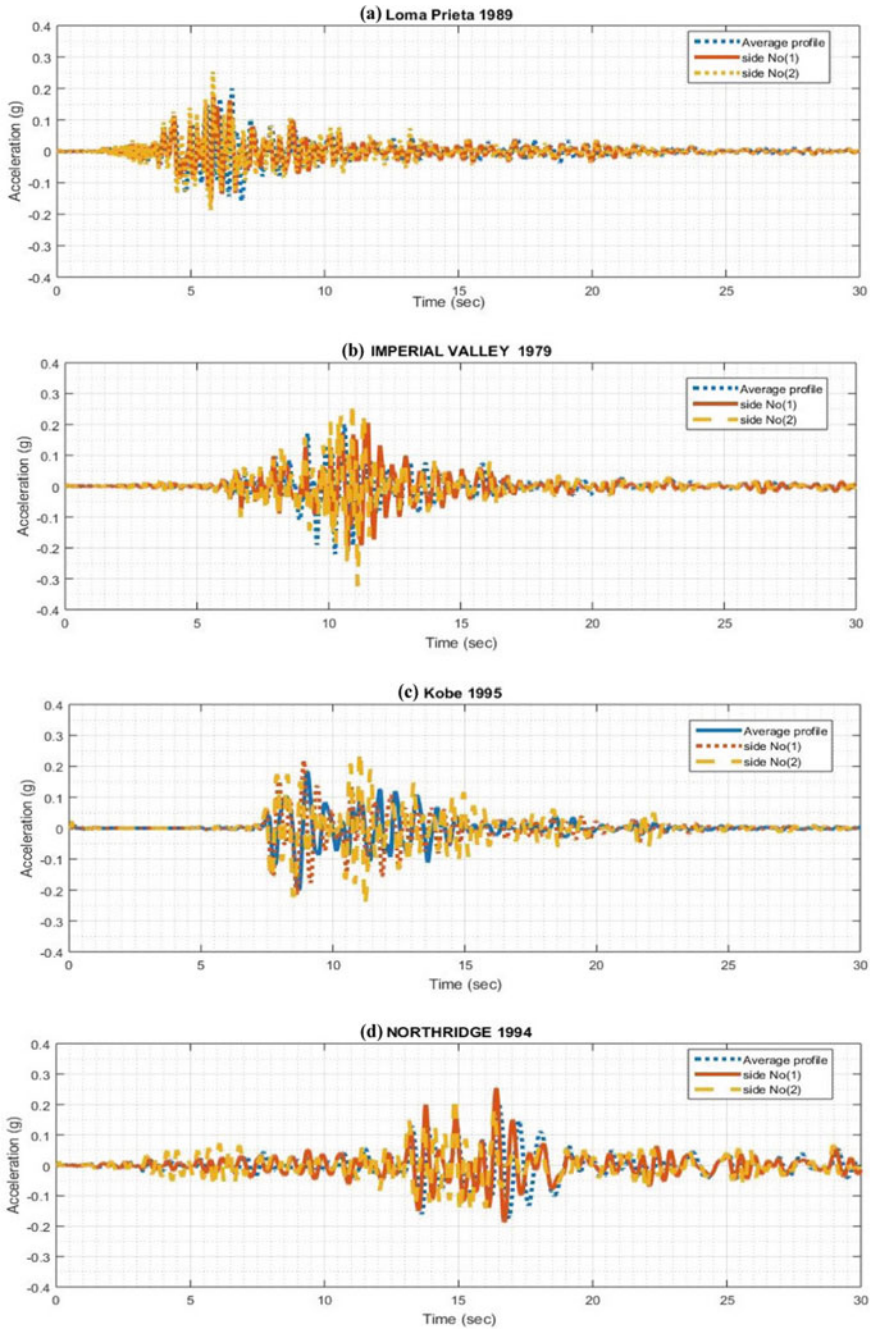 (a) Loma Prieta 1989
0.4
0.3
0.2
0.1
0
-0.1
-0.2
-0.3
-0.4
Acceleration (g)
Average profile
side No(1)
side No(2)
0 5 10 15 20 25 30
Time (sec)
(b) IMPERIAL VALLEY 1979
0.4
0.3
0.2
0.1
0
-0.1
-0.2
-0.3
-0.4
Acceleration (g)
Average profile
side No(1)
side No(2)
0 5 10 15 20 25 30
Time (sec)
(c) Kobe 1995
0.4
0.3
0.2
0.1
0
-0.1
-0.2
-0.3
-0.4
Acceleration (g)
Average profile
side No(1)
side No(2)
0 5 10 15 20 25 30
Time (sec)
(d) NORTHRIDGE 1994
0.4
0.3
0.2
0.1
0
-0.1
-0.2
-0.3
-0.4
Acceleration (g)
Average profile
side No(1)
side No(2)
0 5 10 15 20 25 30
Time (sec)